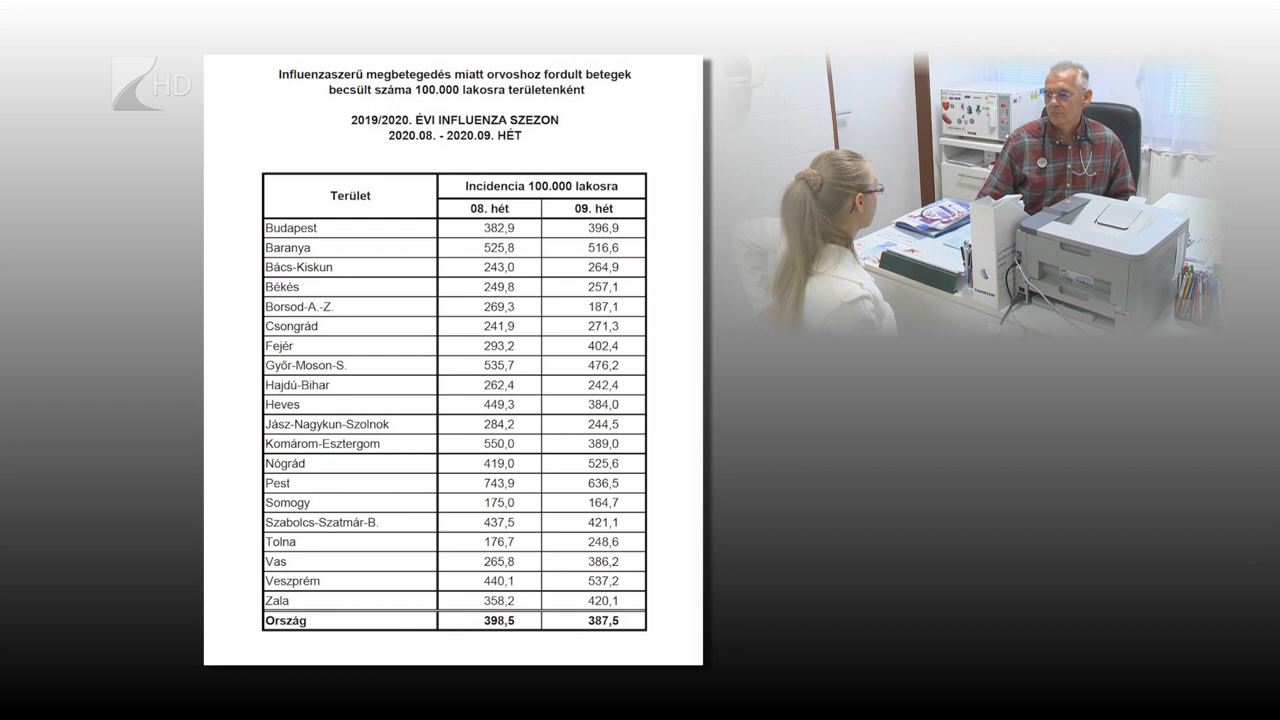 HD
Influenzaszerű megbetegedés miatt orvoshoz fordult betegek
becsült száma 100.000 lakosra területenként
2019/2020. ÉVI INFLUENZA SZEZON
2020.08. - 2020.09. HÉT
Terület Incidencia 100.000 lakosra
08. hét 09. hét
Budapest 382,9 396,9
Baranya 525,8 516,6
Bács-Kiskun 243,0 264,9
Békés 249,8 257,1
Borsod-A.-Z. 269,3 187,1
Csongrád 241,9 271,3
Fejér 293,2 402,4
Győr-Moson-S. 535,7 476,2
Hajdú-Bihar 262,4 242,4
Heves 449,3 384,0
Jász-Nagykun-Szolnok 284,2 244,5
Komárom-Esztergom 550,0 389,0
Nógrád 419,0 525,6
Pest 743,9 636,5
Somogy 175,0 164,7
Szabolcs-Szatmár-B. 437,5 421,1
Tolna 176,7 248,6
Vas 265,8 386,2
Veszprém 440,1 537,2
Zala 358,2 420,1
Ország 398,5 387,5